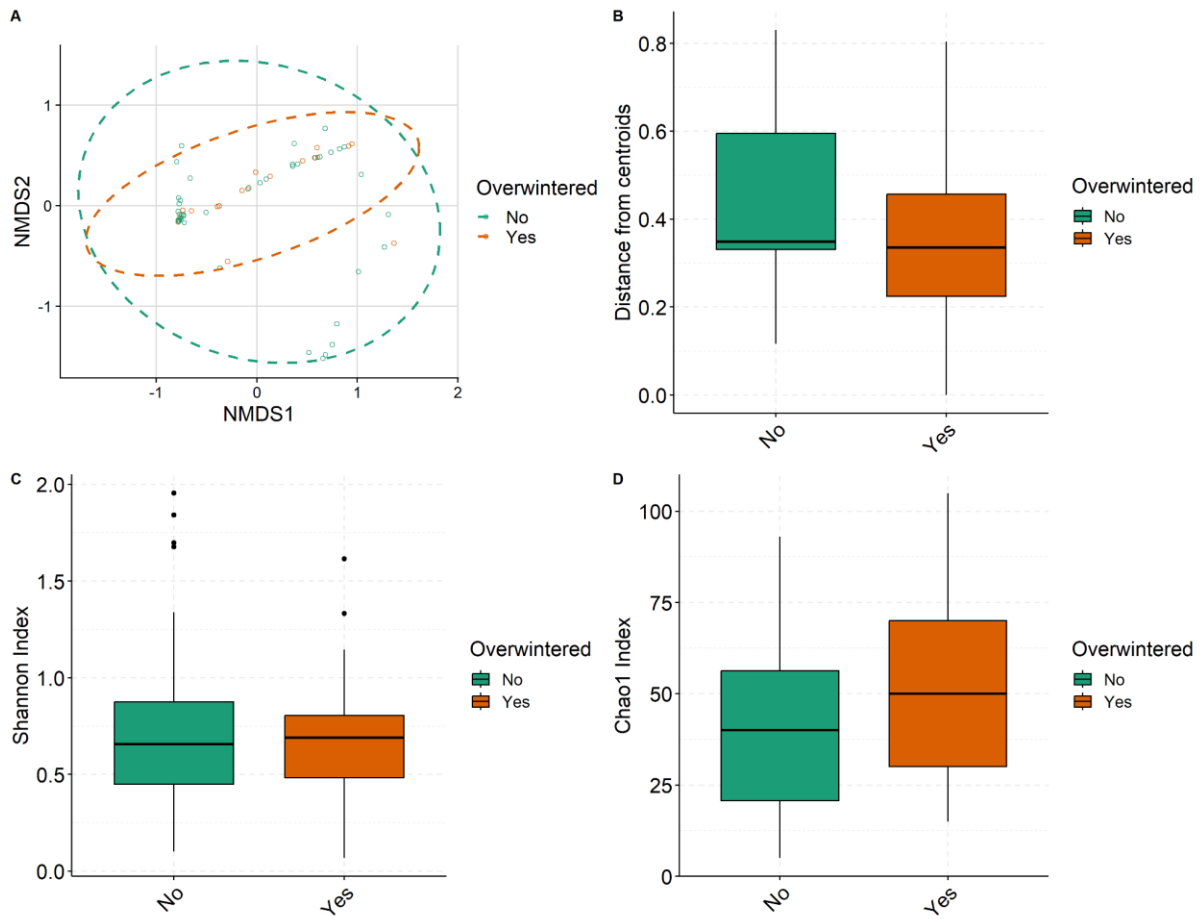 A
NMDS2
1
0
-1
-1
0
1
2
NMDS1
Overwintered
No
Yes
B
Distance from centroids
0.8
0.6
0.4
0.2
0.0
No
Yes
Overwintered
No
Yes
C
Shannon Index
2.0
1.5
1.0
0.5
0.0
No
Yes
Overwintered
No
Yes
D
Chao1 Index
100
75
50
25
0
No
Yes
Overwintered
No
Yes